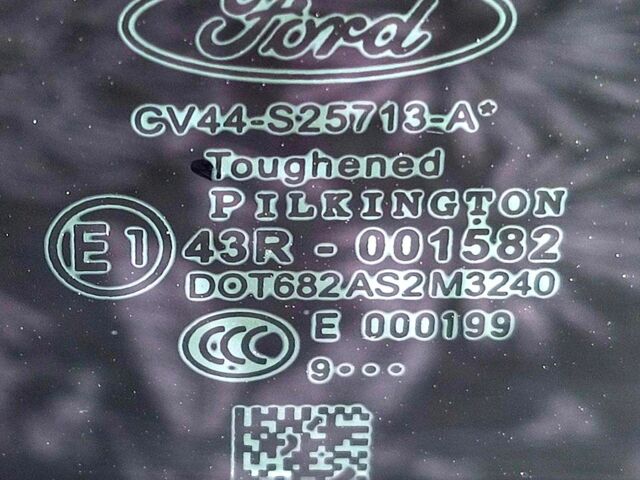 Ford
CV44-S25713-A*
Toughened
PILKINGTON
E1 43R - 001582
DOT682AS2M3240
CCC E 000199
9•••